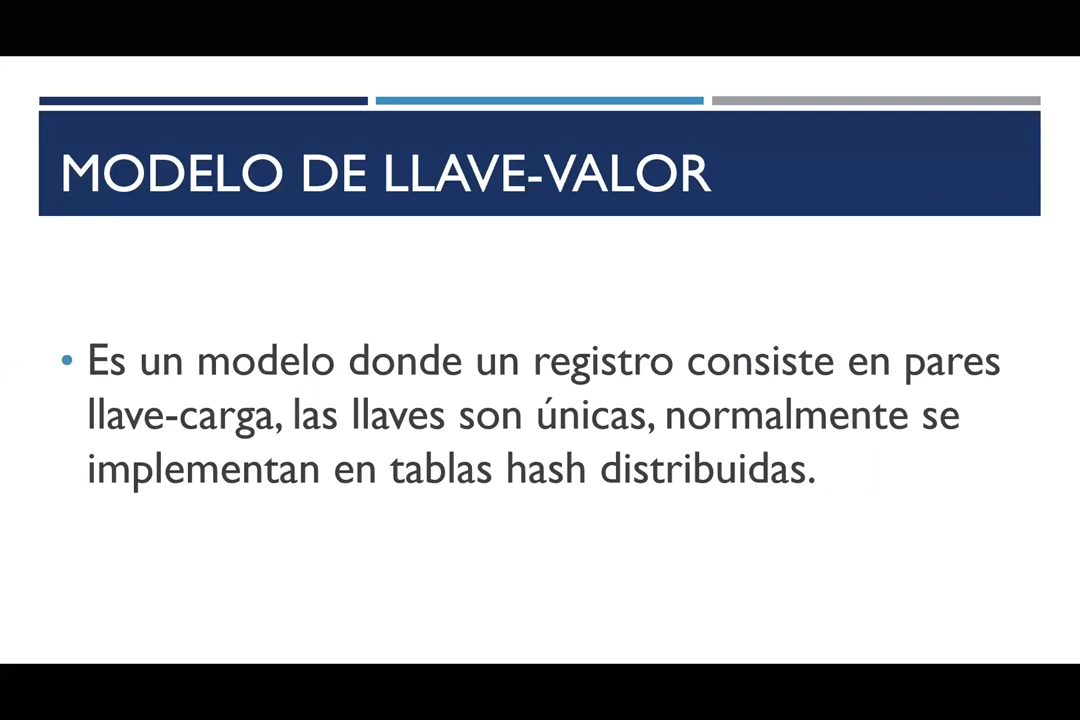 MODELO DE LLAVE-VALOR
• Es un modelo donde un registro consiste en pares
llave-carga, las llaves son únicas, normalmente se
implementan en tablas hash distribuidas.